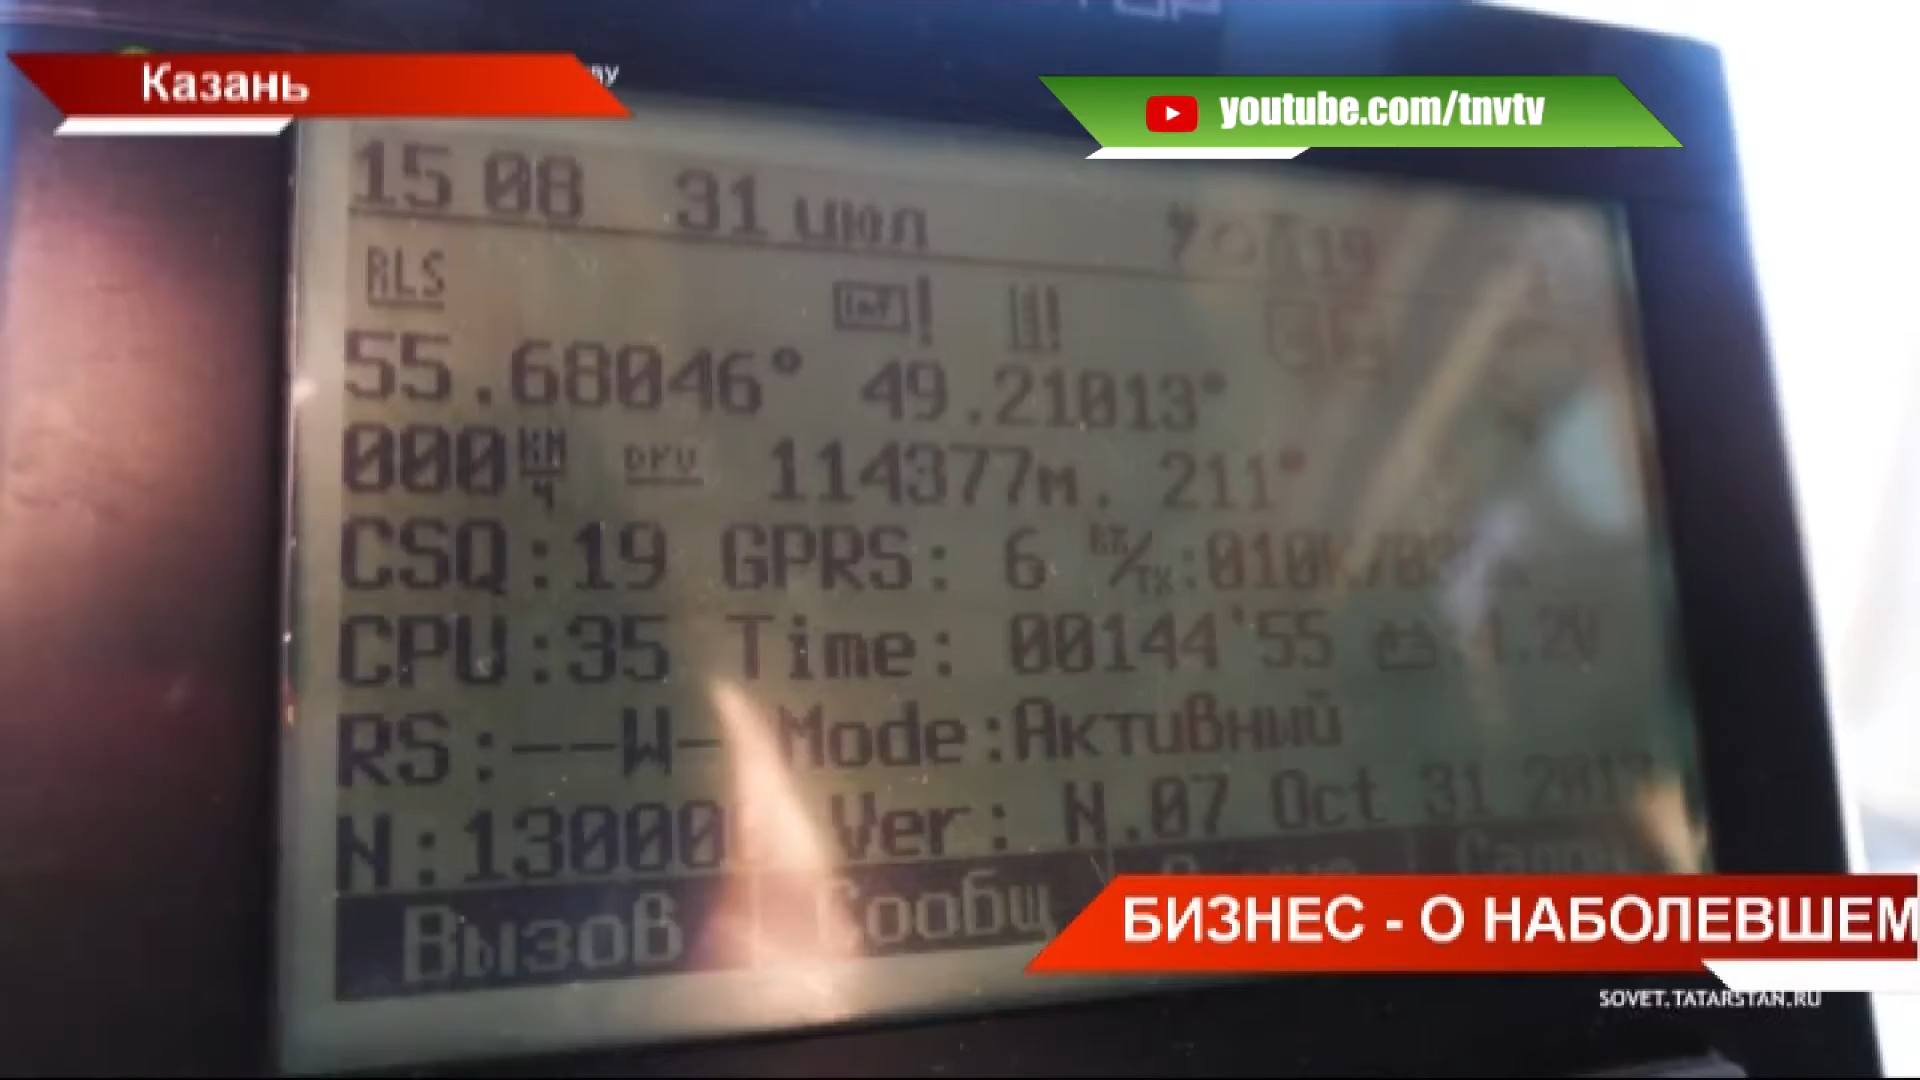 Казань
youtube.com/tnvtv
15 08 31 июл
119
RLS
55.68046° 49.21013°
000 км/ч 114377м. 211°
CSQ:19 GPRS: 6
CPU:35 Time: 00144'55
RS:--W- Mode:Активный
N:13000 Ver: N.07 Oct 31
Вызов Сообщ
БИЗНЕС - О НАБОЛЕВШЕМ
SOVET.TATARSTAN.RU